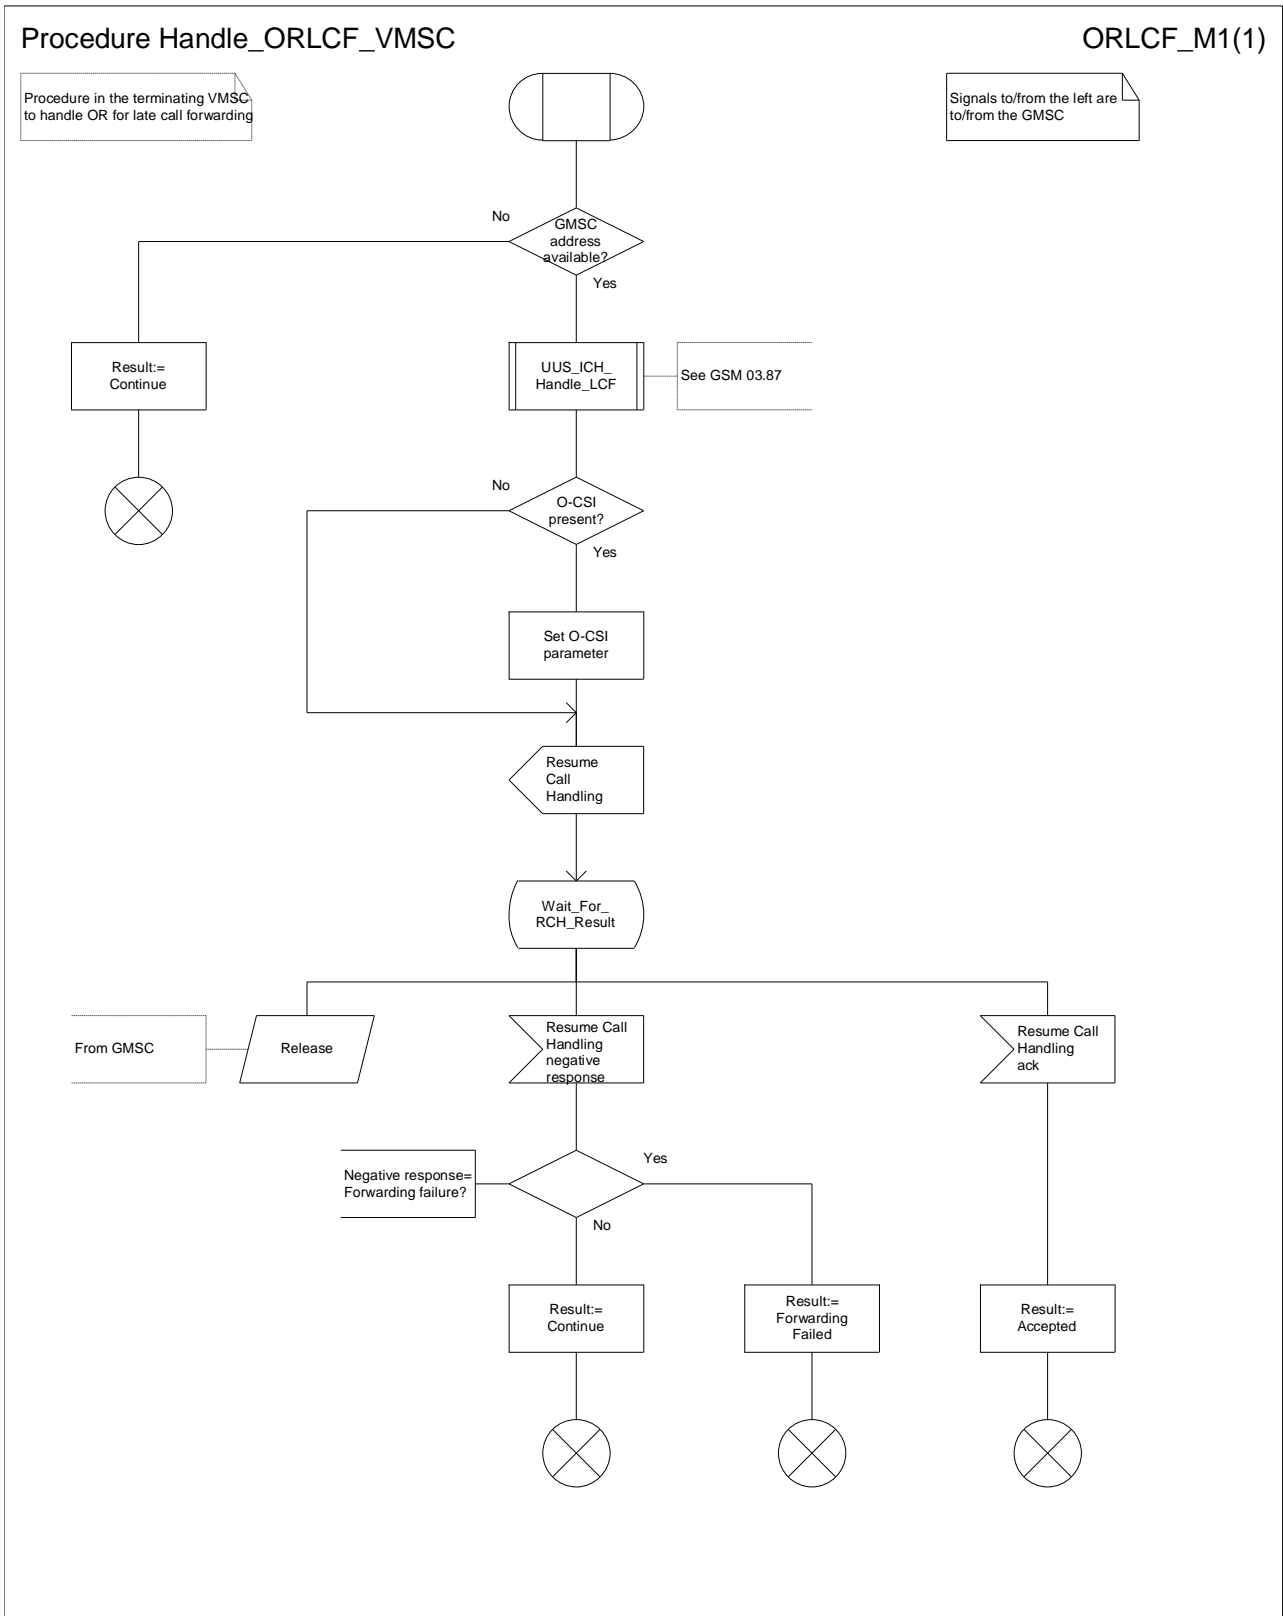 Procedure Handle_ORLCF_VMSC
ORLCF_M1(1)
Procedure in the terminating VMSC
to handle OR for late call forwarding
Signals to/from the left are
to/from the GMSC
No
GMSC
address
available?
Yes
Result:=
Continue
UUS_ICH_
Handle_LCF
See GSM 03.87
No
O-CSI
present?
Yes
Set O-CSI
parameter
Resume
Call
Handling
Wait_For_
RCH_Result
From GMSC
Release
Resume Call
Handling
negative
response
Resume Call
Handling
ack
Negative response=
Forwarding failure?
Yes
No
Result:=
Continue
Result:=
Forwarding
Failed
Result:=
Accepted